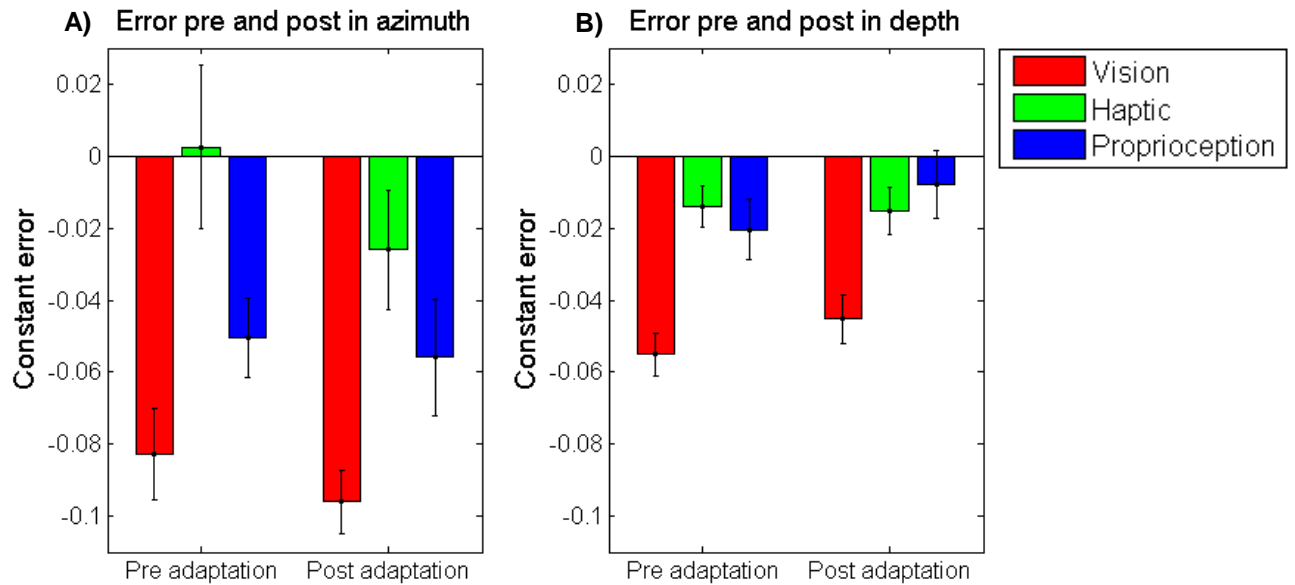 A) Error pre and post in azimuth
Constant error
0.02
0
-0.02
-0.04
-0.06
-0.08
-0.1
Pre adaptation
Post adaptation
B) Error pre and post in depth
Constant error
0.02
0
-0.02
-0.04
-0.06
-0.08
-0.1
Pre adaptation
Post adaptation
Vision
Haptic
Proprioception